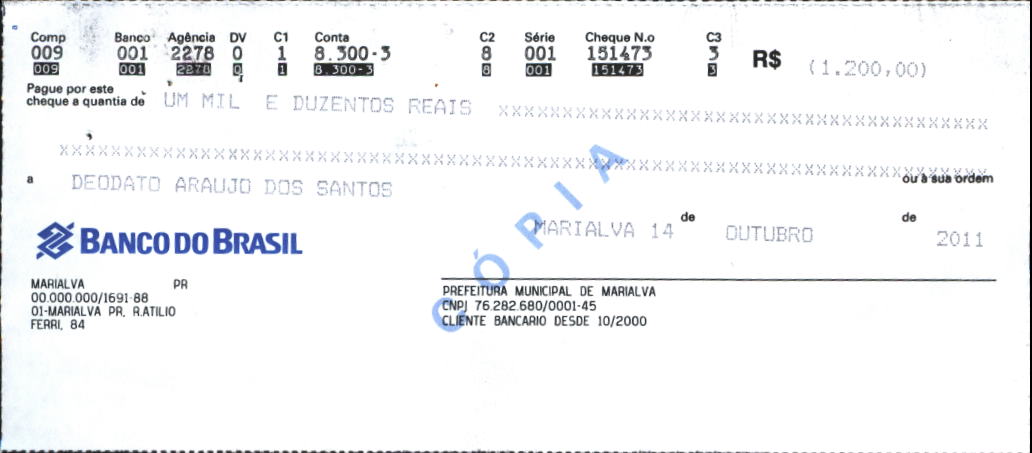 Comp Banco Agência DV C1 Conta C2 Série Cheque N.o C3
009 001 2278 0 1 8.300-3 8 001 151473 3 R$ (1.200,00)
009 001 2278 0 1 8.300-3 8 001 151473 3
Pague por este
cheque a quantia de UM MIL E DUZENTOS REAIS xxxxxxxxxxxxxxxxxxxxxxxxxxxxxxxxxxxxxxxxxx
xxxxxxxxxxxxxxxxxxxxxxxxxxxxxxxxxxxxxxxxxxxxxxxxxxxxxxxxxxxxxxxxxxxxxxxxxxxxxx
a DEODATO ARAUJO DOS SANTOS ou à sua ordem
MARIALVA 14 de OUTUBRO de 2011
BANCO DO BRASIL
MARIALVA PR
00.000.000/1691-88
01-MARIALVA PR. R.ATILIO
FERRI, 84
PREFEITURA MUNICIPAL DE MARIALVA
CNPJ 76.282.680/0001-45
CLIENTE BANCARIO DESDE 10/2000
CÓPIA